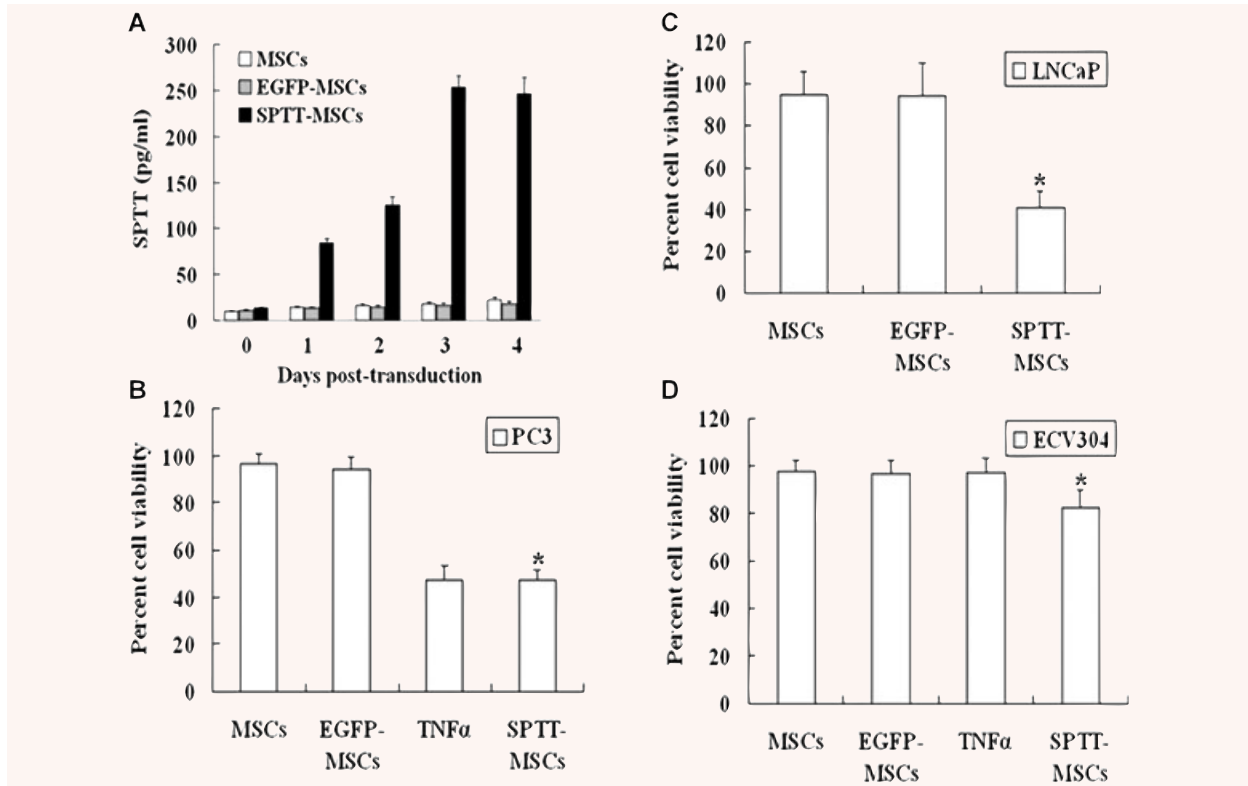 A
300
250
200
150
100
50
0
SPTT (pg/ml)
MSCs
EGFP-MSCs
SPTT-MSCs
0 1 2 3 4
Days post-transduction
B
120
100
80
60
40
20
0
Percent cell viability
PC3
*
MSCs EGFP- TNFα SPTT-
MSCs MSCs
C
120
100
80
60
40
20
0
Percent cell viability
LNCaP
*
MSCs EGFP- SPTT-
MSCs MSCs
D
120
100
80
60
40
20
0
Percent cell viability
ECV304
*
MSCs EGFP- TNFα SPTT-
MSCs MSCs